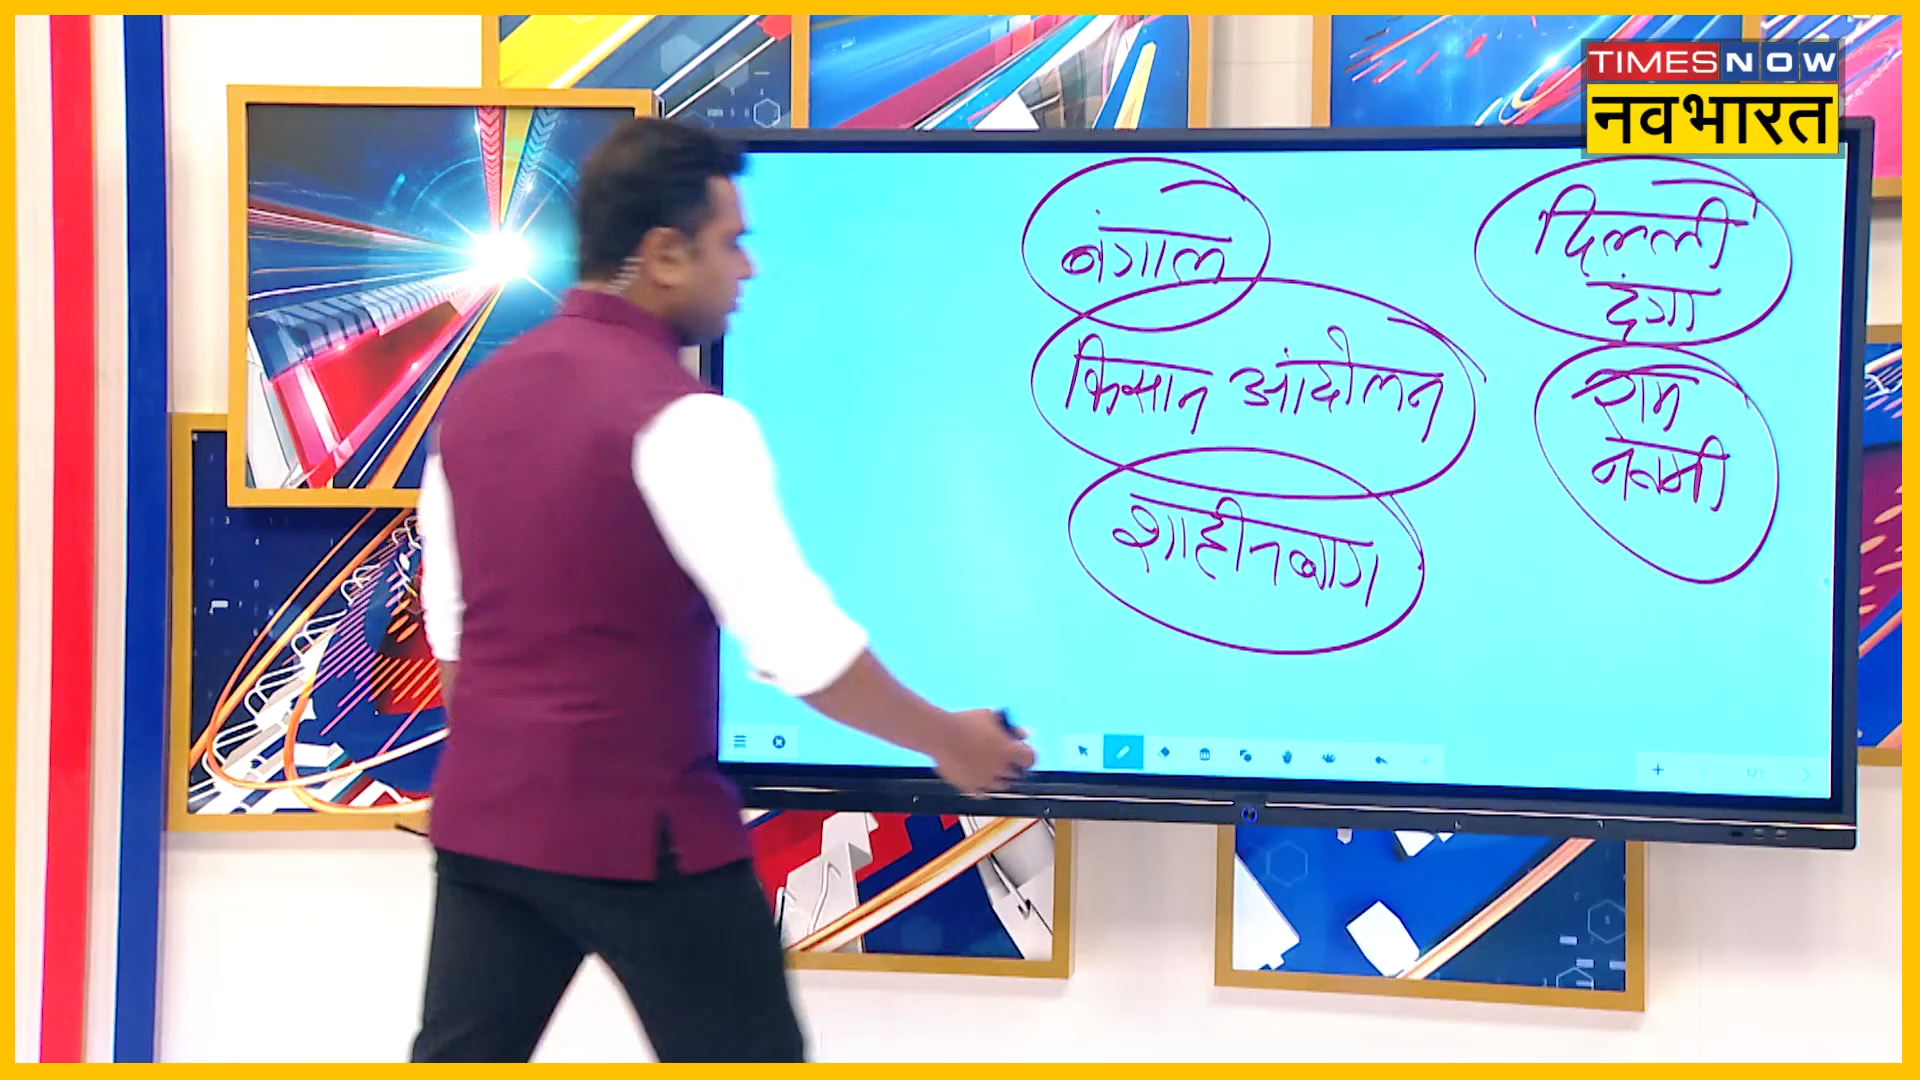 TIMES NOW
नवभारत
बंगाल
किसान आंदोलन
शाहीनबाग
दिल्ली
दंगा
राम
नवमी